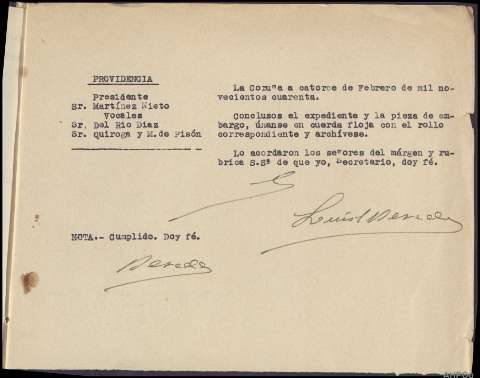 PROVIDENCIA
Presidente
Sr. Martínez Nieto
Vocales
Sr. Del Rio Diaz
Sr. Quiroga y M. de Pisón
La Coruña a catorce de Febrero de mil no-
vecientos cuarenta.
Conclusos el expediente y la pieza de em-
bargo, únanse en cuerda floja con el rollo
correspondiente y archívese.
Lo acordaron los señores del márgen y ru-
brica S.Sª de que yo, Secretario, doy fé.
NOTA.- Cumplido. Doy fé.